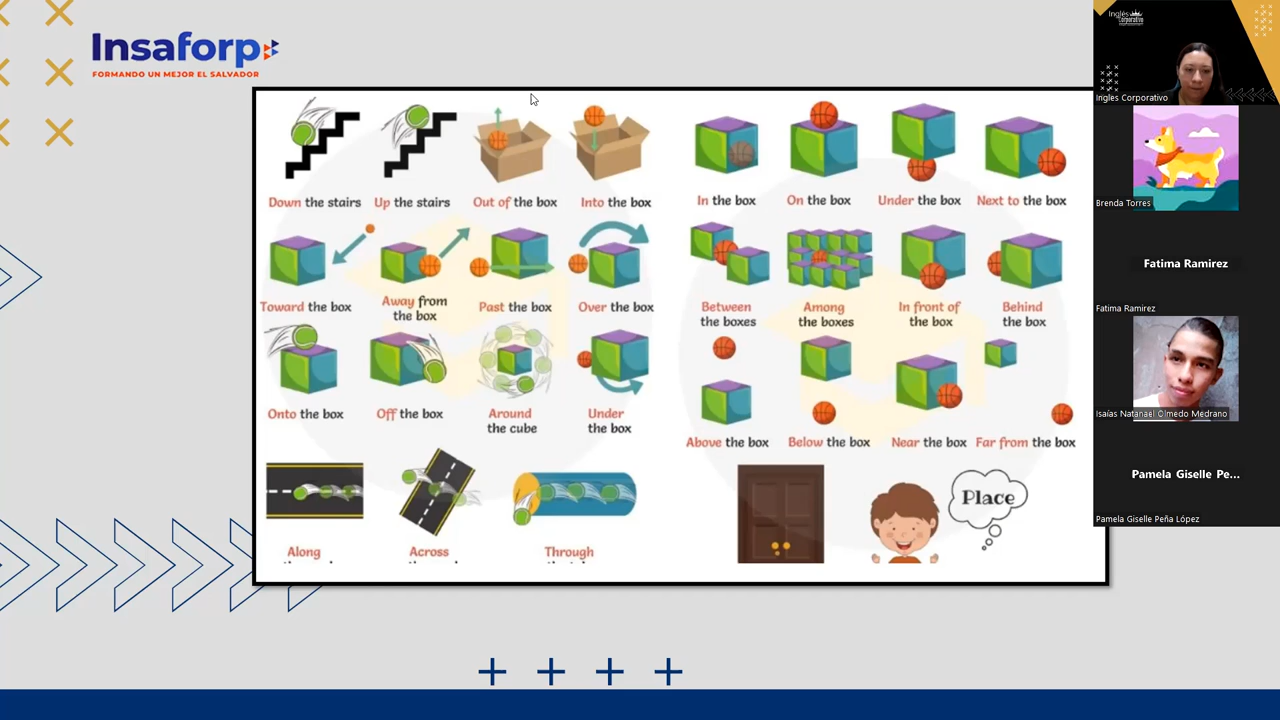 Insaforp
FORMANDO UN MEJOR EL SALVADOR
Down the stairs
Up the stairs
Out of the box
Into the box
Toward the box
Away from
the box
Past the box
Over the box
Onto the box
Off the box
Around
the cube
Under
the box
Along
Across
Through
In the box
On the box
Under the box
Next to the box
Between
the boxes
Among
the boxes
In front of
the box
Behind
the box
Above the box
Below the box
Near the box
Far from the box
Place
Inglés
Corporativo
Ingles Corporativo
Brenda Torres
Fatima Ramirez
Fatima Ramirez
Isaías Natanael Olmedo Medrano
Pamela Giselle Pe...
Pamela Giselle Peña López